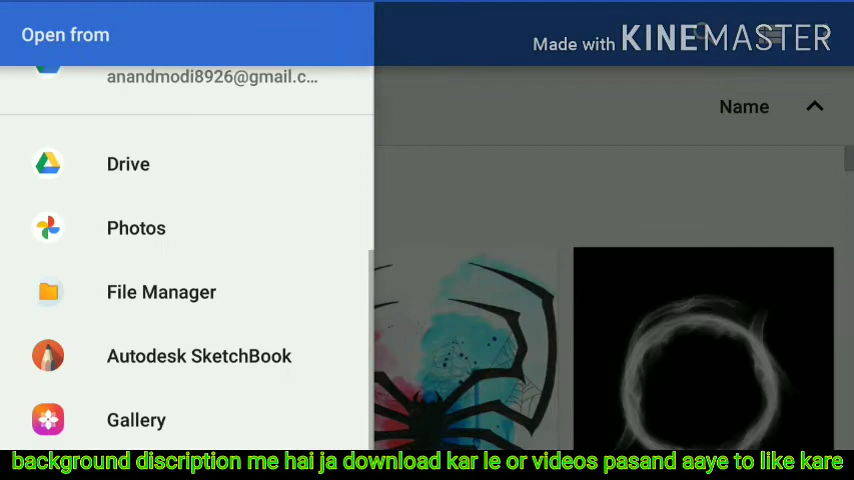 Open from
Made with KINEMASTER
anandmodi8926@gmail.c...
Name
Drive
Photos
File Manager
Autodesk SketchBook
Gallery
background discription me hai ja download kar le or videos pasand aaye to like kare